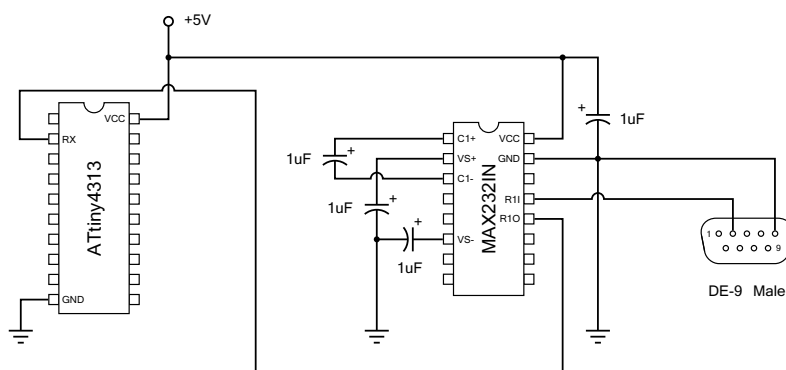 +5V
ATtiny4313
VCC
RX
GND
1uF
1uF
1uF
1uF
+
+
+
+
MAX232IN
C1+
VS+
C1-
VS-
VCC
GND
R1I
R1O
1
9
DE-9 Male